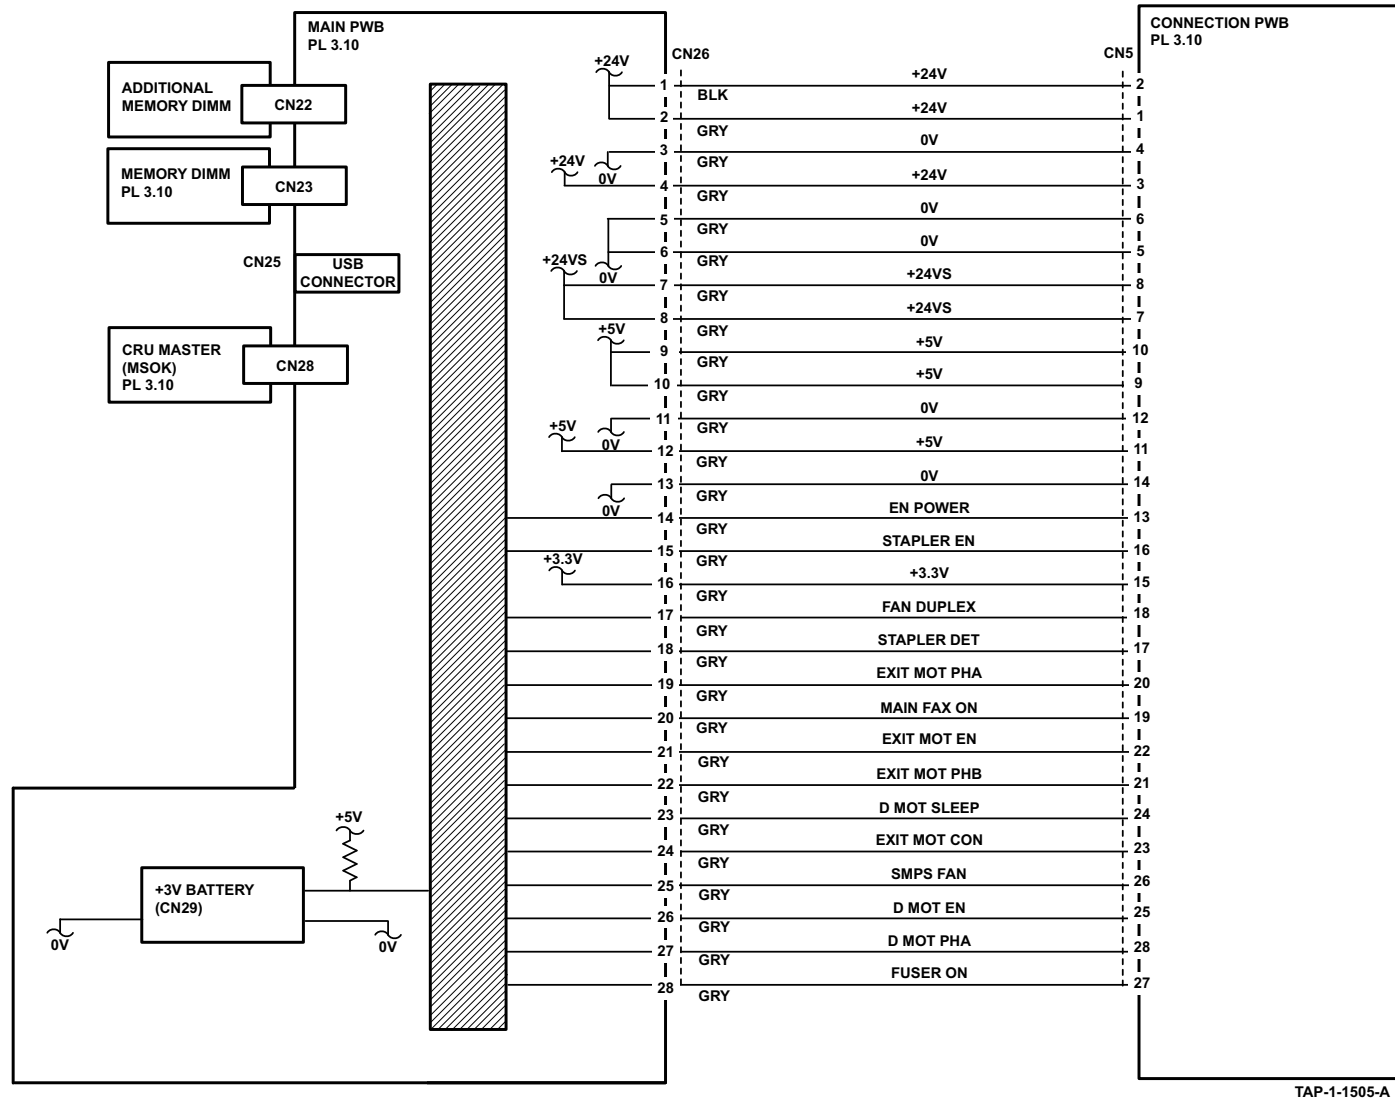 MAIN PWB
PL 3.10
CONNECTION PWB
PL 3.10
ADDITIONAL
MEMORY DIMM
CN22
MEMORY DIMM
PL 3.10
CN23
CN25
USB
CONNECTOR
CRU MASTER
(MSOK)
PL 3.10
CN28
+3V BATTERY
(CN29)
+5V
0V
0V
CN26
CN5
+24V
1 BLK +24V 2
2 GRY +24V 1
3 GRY 0V 4
0V
+24V
4 GRY +24V 3
5 GRY 0V 6
6 GRY 0V 5
0V
+24VS
7 GRY +24VS 8
8 GRY +24VS 7
+5V
9 GRY +5V 10
10 GRY +5V 9
11 GRY 0V 12
0V
+5V
12 GRY +5V 11
13 GRY 0V 14
0V
14 GRY EN POWER 13
15 GRY STAPLER EN 16
+3.3V
16 GRY +3.3V 15
17 GRY FAN DUPLEX 18
18 GRY STAPLER DET 17
19 GRY EXIT MOT PHA 20
20 GRY MAIN FAX ON 19
21 GRY EXIT MOT EN 22
22 GRY EXIT MOT PHB 21
23 GRY D MOT SLEEP 24
24 GRY EXIT MOT CON 23
25 GRY SMPS FAN 26
26 GRY D MOT EN 25
27 GRY D MOT PHA 28
28 GRY FUSER ON 27
TAP-1-1505-A